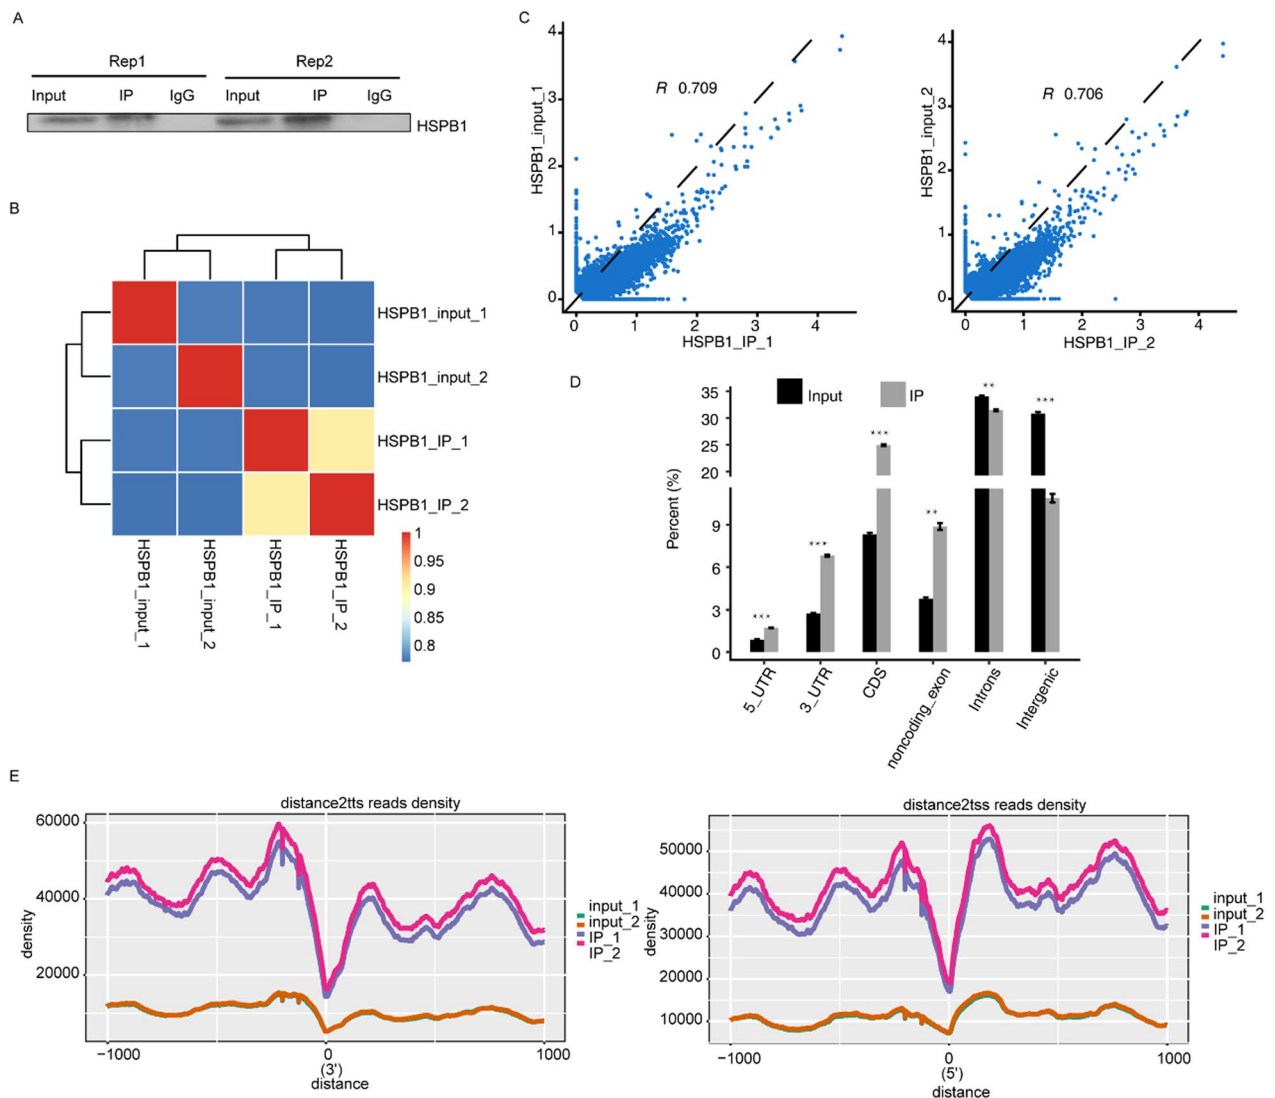 A
Rep1 Rep2
Input IP IgG Input IP IgG
HSPB1
B
HSPB1_input_1
HSPB1_input_2
HSPB1_IP_1
HSPB1_IP_2
HSPB1_input_1 HSPB1_input_2 HSPB1_IP_1 HSPB1_IP_2
1
0.95
0.9
0.85
0.8
C
4
3
2
1
0
HSPB1_input_1
R 0.709
0 1 2 3 4
HSPB1_IP_1
4
3
2
1
0
HSPB1_input_2
R 0.706
0 1 2 3 4
HSPB1_IP_2
D
Input IP
35
30
25
20
9
6
3
0
Percent (%)
*** *** *** ** ** ***
5_UTR 3_UTR CDS noncoding_exon Introns Intergenic
E
distance2tts reads density
60000
40000
20000
density
−1000 0 1000
(3')
distance
input_1
input_2
IP_1
IP_2
distance2tss reads density
50000
40000
30000
20000
10000
density
−1000 0 1000
(5')
distance
input_1
input_2
IP_1
IP_2